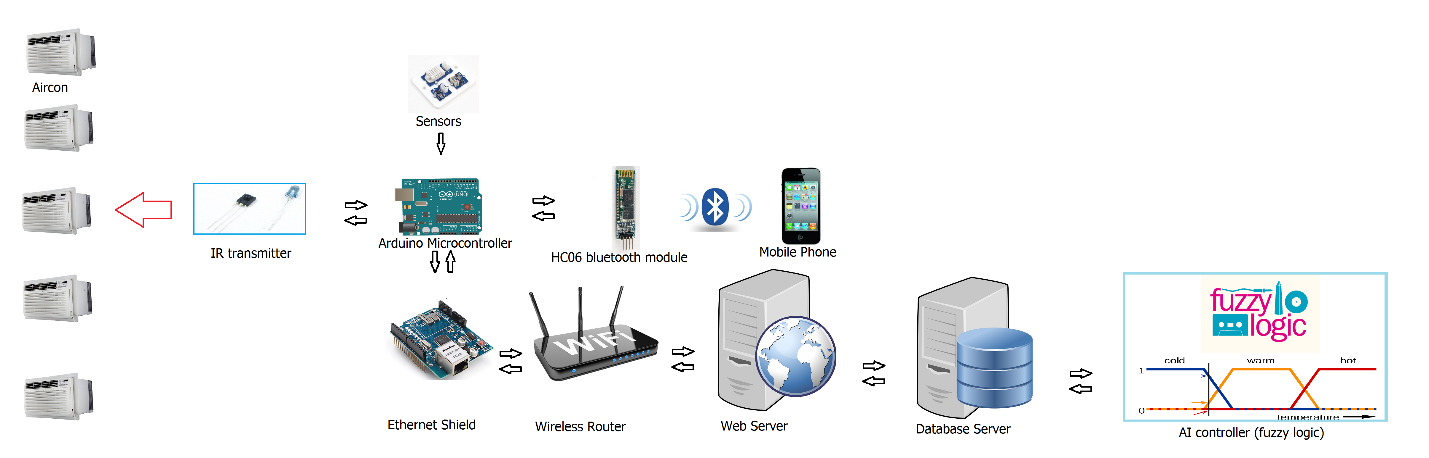 Aircon
Sensors
Arduino Microcontroller
IR transmitter
HC06 bluetooth module
Mobile Phone
WiFi
Ethernet Shield
Wireless Router
Web Server
Database Server
fuzzy
logic
cold warm hot
1
0
temperature
AI controller (fuzzy logic)